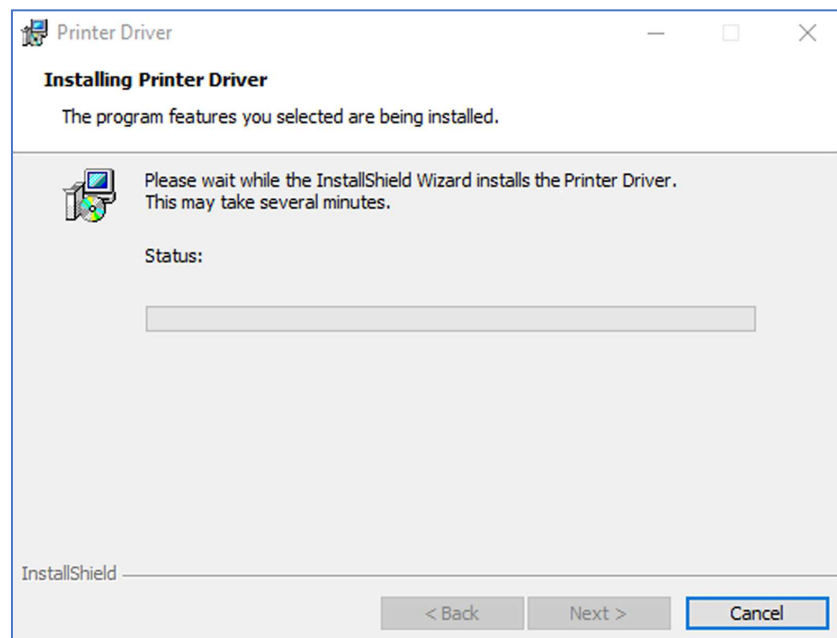 Printer Driver
Installing Printer Driver
The program features you selected are being installed.
Please wait while the InstallShield Wizard installs the Printer Driver.
This may take several minutes.
Status:
InstallShield
< Back
Next >
Cancel